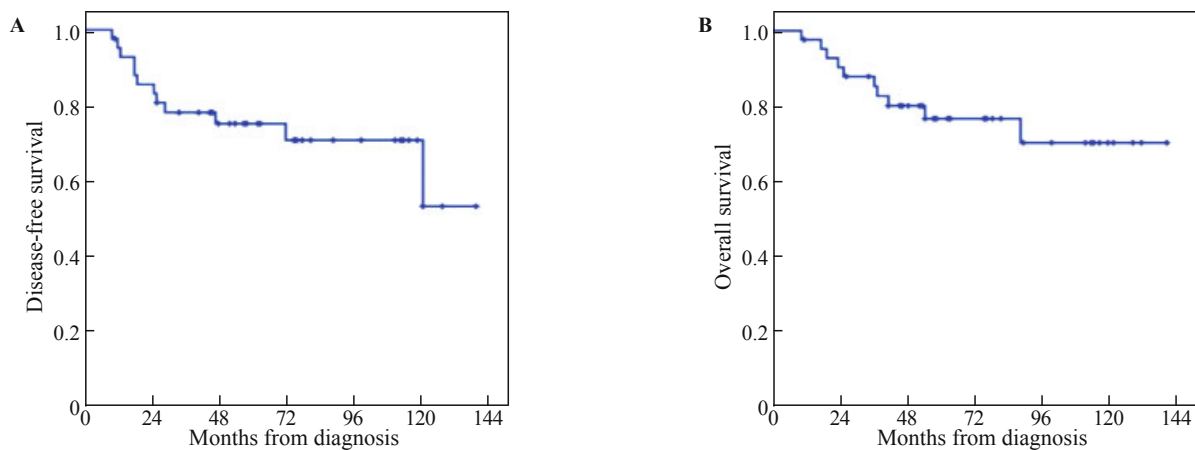 A
Disease-free survival
1.0
0.8
0.6
0.4
0.2
0
0 24 48 72 96 120 144
Months from diagnosis
B
Overall survival
1.0
0.8
0.6
0.4
0.2
0
0 24 48 72 96 120 144
Months from diagnosis